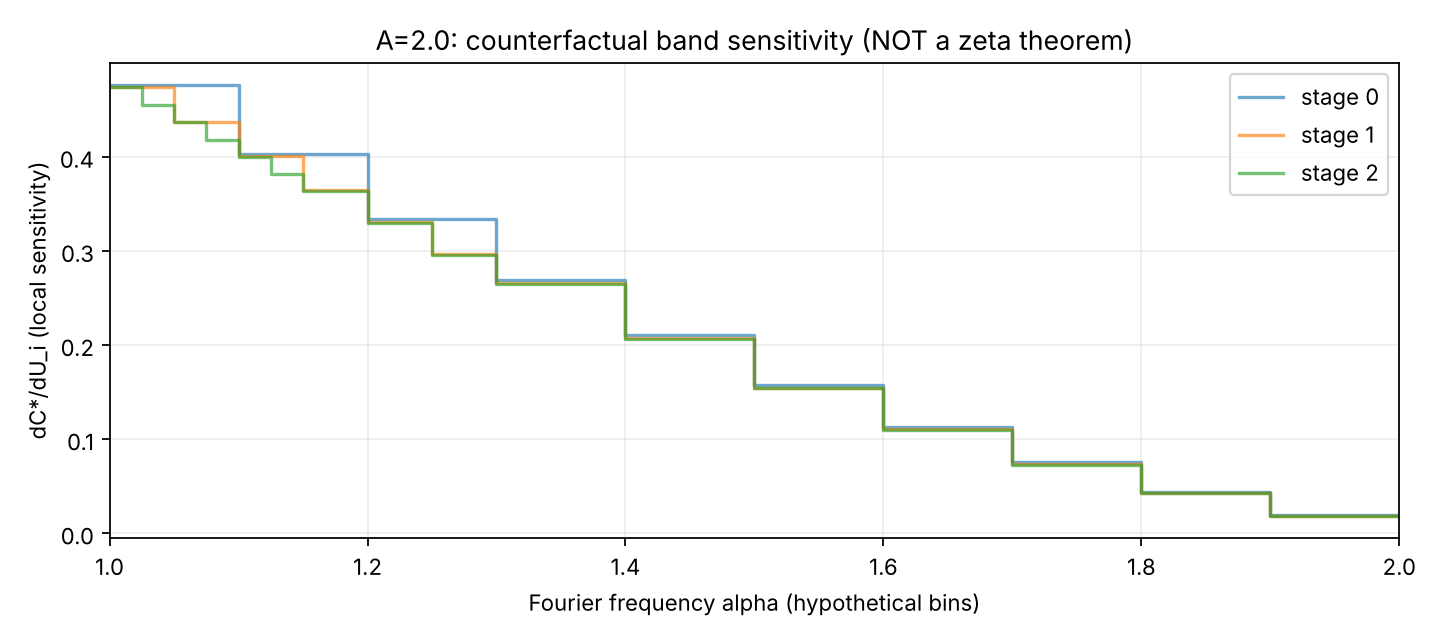 A=2.0: counterfactual band sensitivity (NOT a zeta theorem)
stage 0
stage 1
stage 2
dC*/dU_i (local sensitivity)
0.4
0.3
0.2
0.1
0.0
1.0 1.2 1.4 1.6 1.8 2.0
Fourier frequency alpha (hypothetical bins)